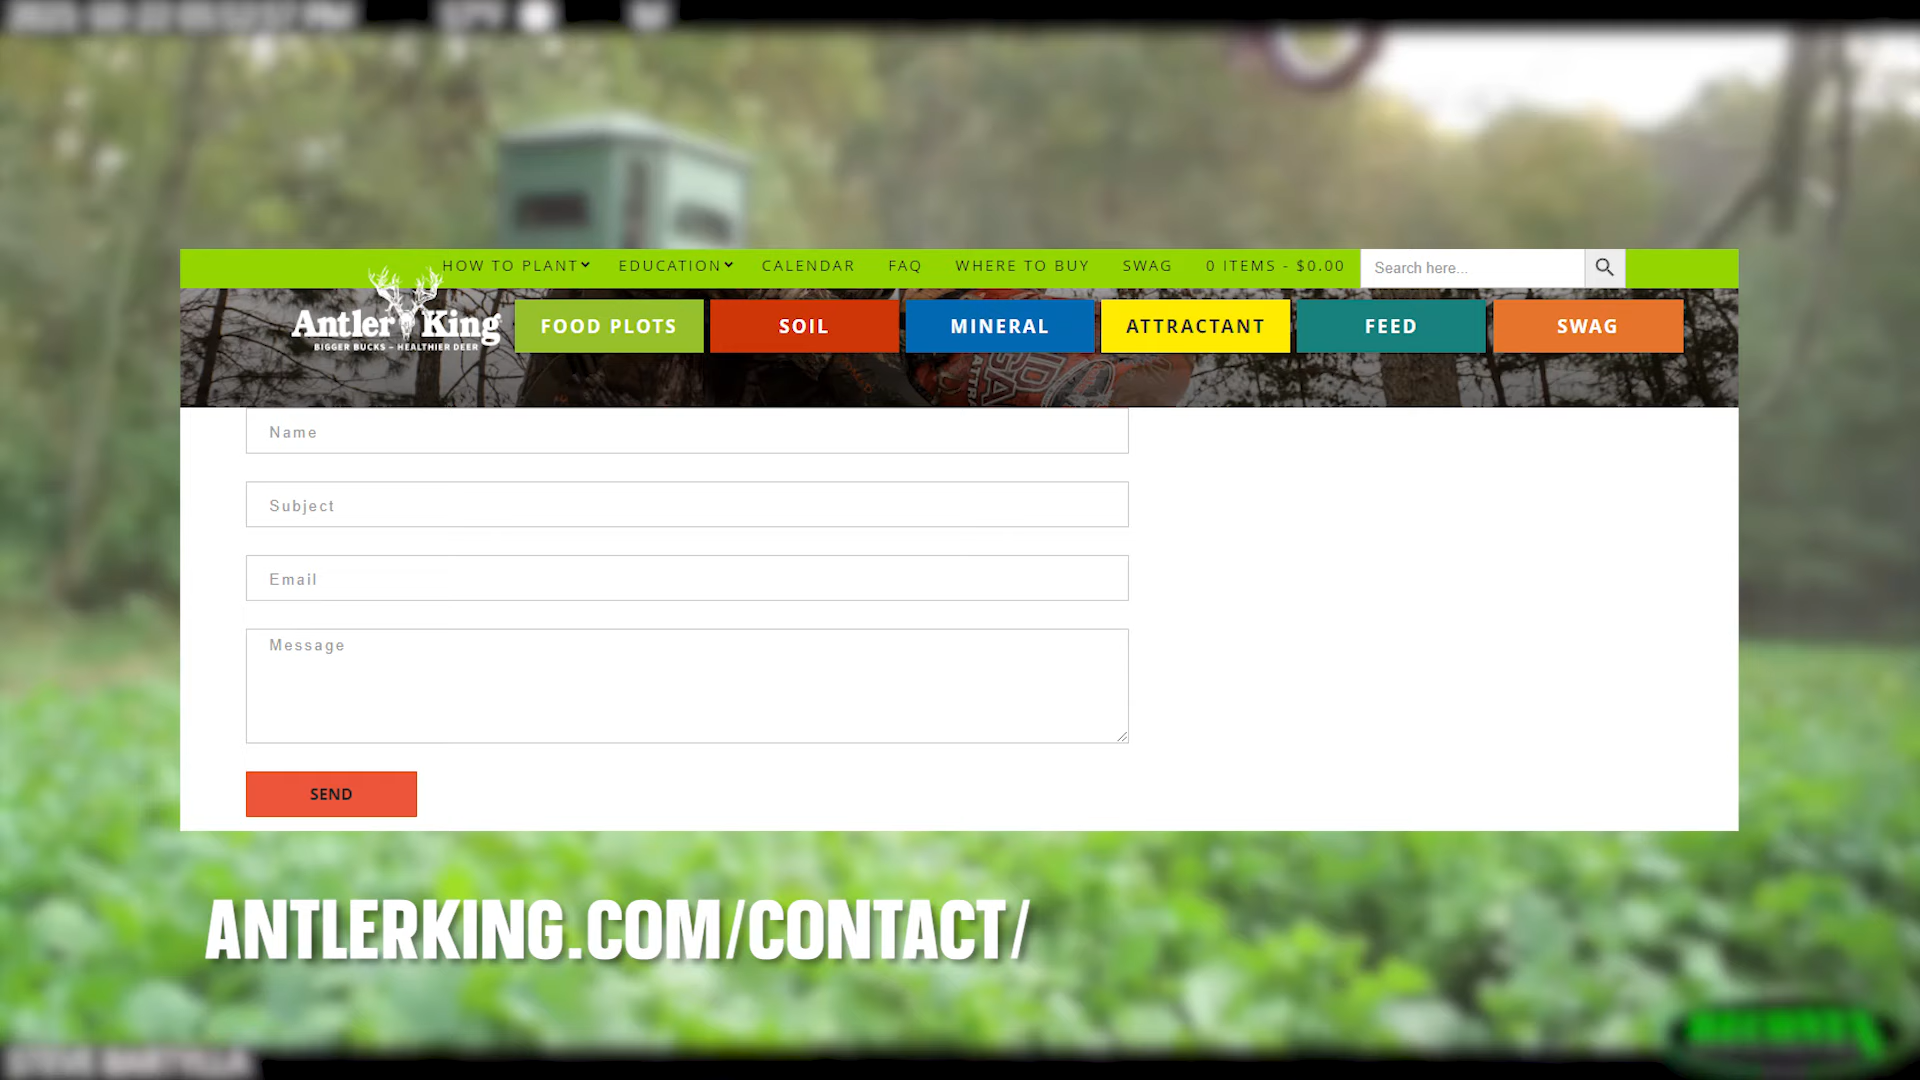 HOW TO PLANT EDUCATION CALENDAR FAQ WHERE TO BUY SWAG 0 ITEMS - $0.00 Search here...
Antler King
BIGGER BUCKS – HEALTHIER DEER
FOOD PLOTS SOIL MINERAL ATTRACTANT FEED SWAG
Name
Subject
Email
Message
SEND
ANTLERKING.COM/CONTACT/